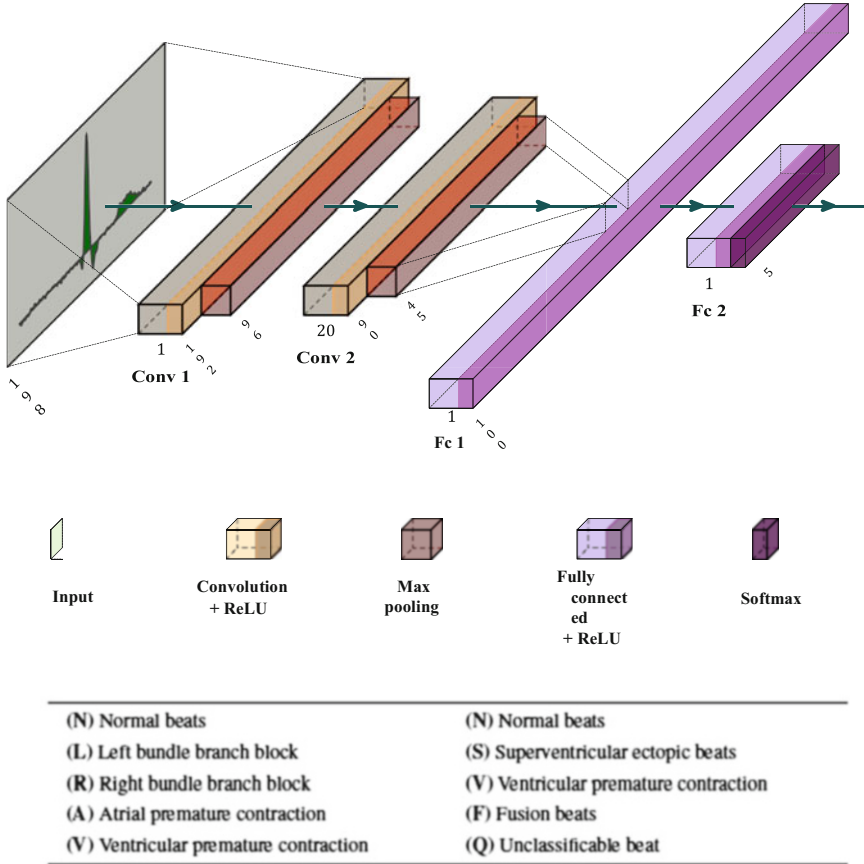 1
192
96
Conv 1
20
90
45
Conv 2
198
1
100
Fc 1
1
5
Fc 2
Input
Convolution
+ ReLU
Max
pooling
Fully
connect
ed
+ ReLU
Softmax
(N) Normal beats
(L) Left bundle branch block
(R) Right bundle branch block
(A) Atrial premature contraction
(V) Ventricular premature contraction
(N) Normal beats
(S) Superventricular ectopic beats
(V) Ventricular premature contraction
(F) Fusion beats
(Q) Unclassificable beat